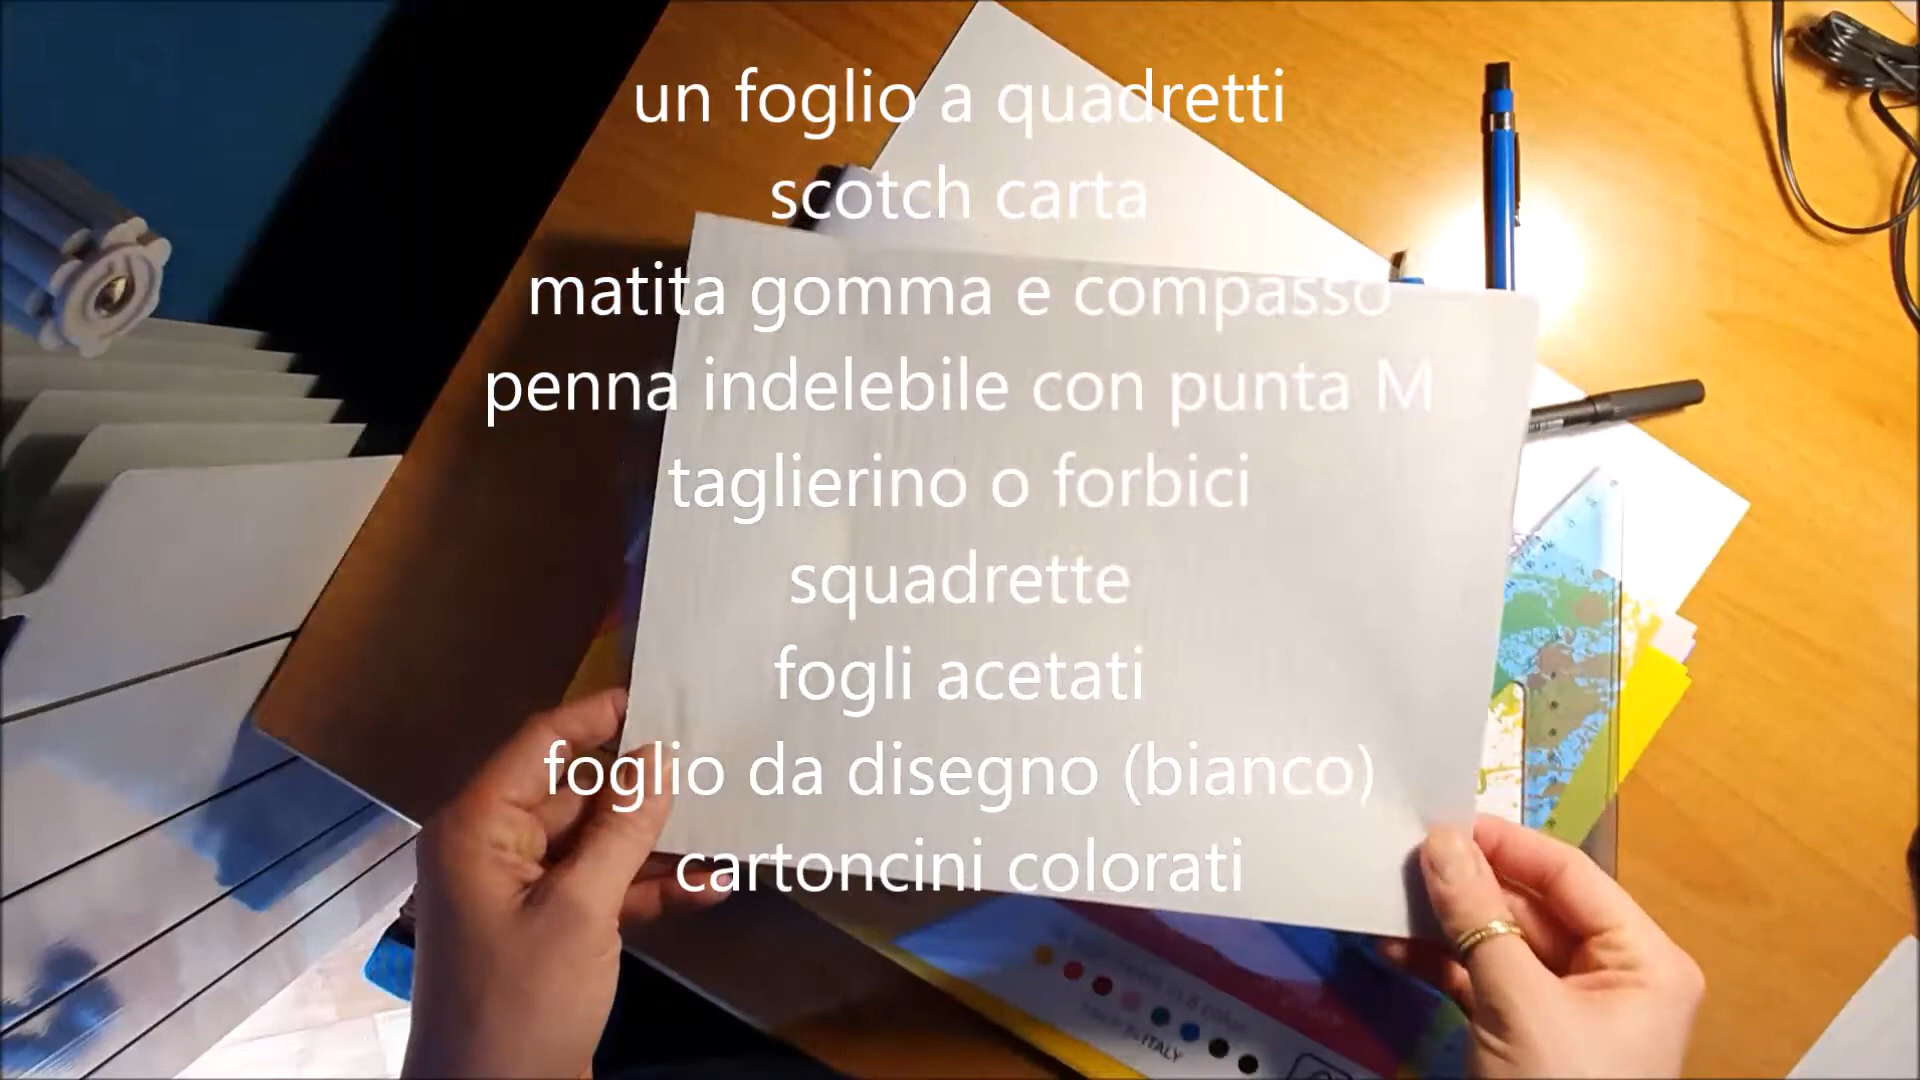 un foglio a quadretti
scotch carta
matita gomma e compasso
penna indelebile con punta M
taglierino o forbici
squadrette
fogli acetati
foglio da disegno (bianco)
cartoncini colorati
ITALY